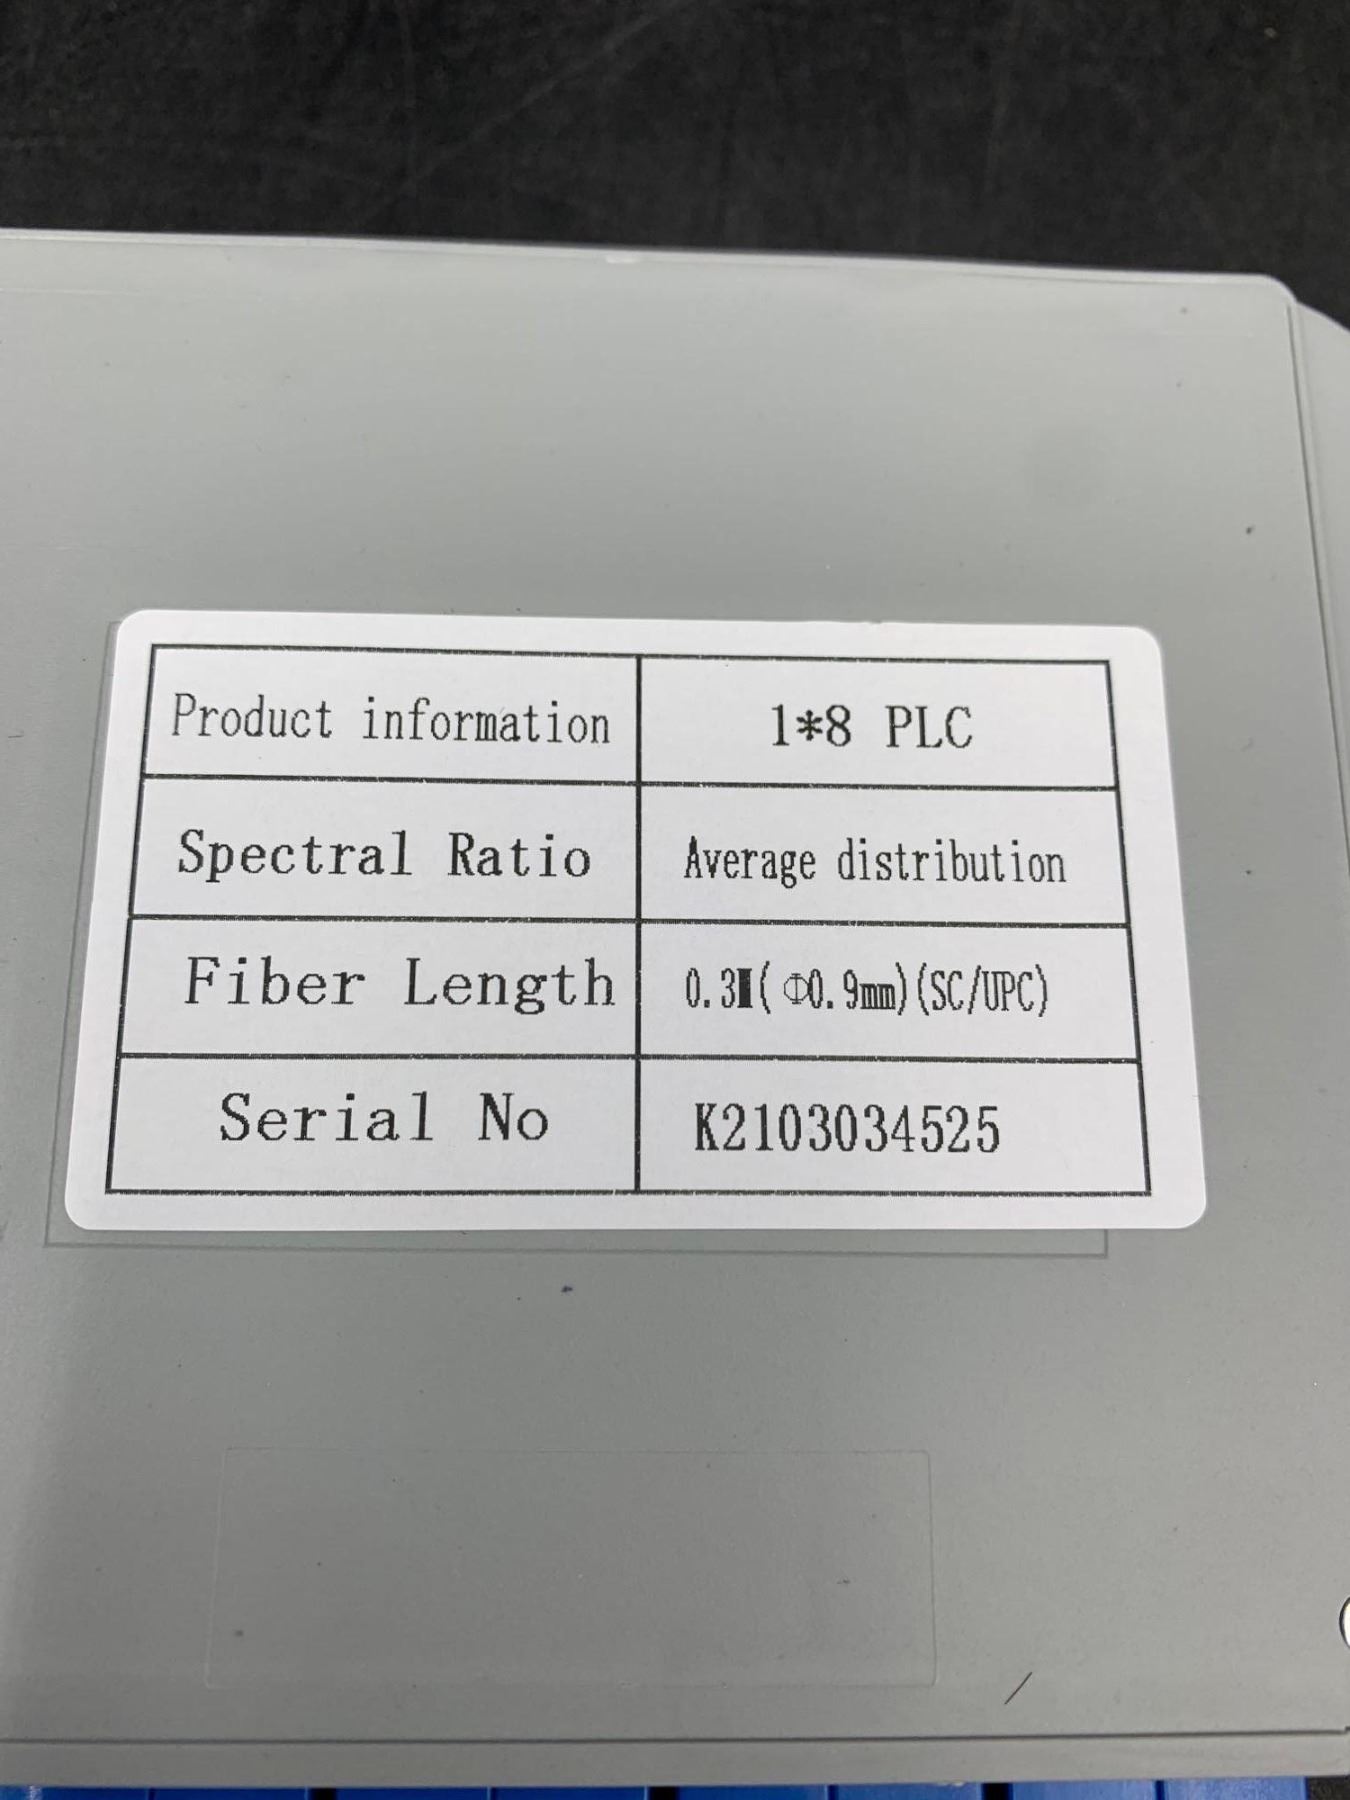 Product information 1*8 PLC
Spectral Ratio Average distribution
Fiber Length 0.3M(Φ0.9mm)(SC/UPC)
Serial No K2103034525